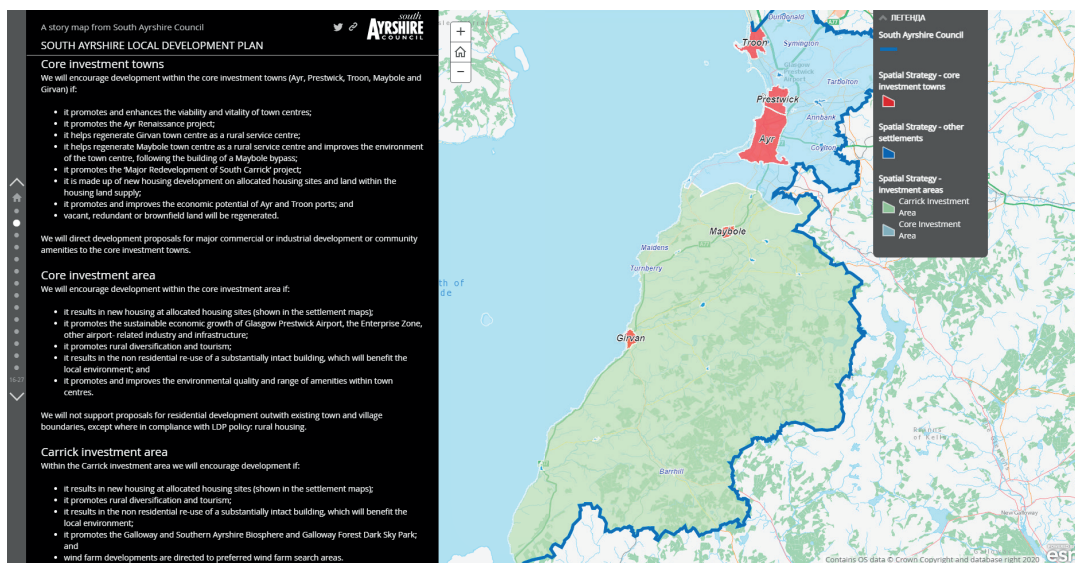 A story map from South Ayrshire Council
south
AYRSHIRE
COUNCIL
SOUTH AYRSHIRE LOCAL DEVELOPMENT PLAN
Core investment towns
We will encourage development within the core investment towns (Ayr, Prestwick, Troon, Maybole and
Girvan) if:
it promotes and enhances the viability and vitality of town centres;
it promotes the Ayr Renaissance project;
it helps regenerate Girvan town centre as a rural service centre;
it helps regenerate Maybole town centre as a rural service centre and improves the environment
of the town centre, following the building of a Maybole bypass;
it promotes the 'Major Redevelopment of South Carrick' project;
it is made up of new housing development on allocated housing sites and land within the
housing land supply;
it promotes and improves the economic potential of Ayr and Troon ports; and
vacant, redundant or brownfield land will be regenerated.
We will direct development proposals for major commercial or industrial development or community
amenities to the core investment towns.
Core investment area
We will encourage development within the core investment area if:
it results in new housing at allocated housing sites (shown in the settlement maps);
it promotes the sustainable economic growth of Glasgow Prestwick Airport, the Enterprise Zone,
other airport- related industry and infrastructure;
it promotes rural diversification and tourism;
it results in the non residential re-use of a substantially intact building, which will benefit the
local environment; and
it promotes and improves the environmental quality and range of amenities within town
centres.
We will not support proposals for residential development outwith existing town and village
boundaries, except where in compliance with LDP policy: rural housing.
Carrick investment area
Within the Carrick investment area we will encourage development if:
it results in new housing at allocated housing sites (shown in the settlement maps);
it promotes rural diversification and tourism;
it results in the non residential re-use of a substantially intact building, which will benefit the
local environment;
it promotes the Galloway and Southern Ayrshire Biosphere and Galloway Forest Dark Sky Park;
and
wind farm developments are directed to preferred wind farm search areas.
16-27
+
−
Dundonald
Troon
Symington
Glasgow
Prestwick
Airport
Tarbolton
Prestwick
Annbank
Ayr
Coylton
Maybole
Maidens
Turnberry
th of
de
Girvan
Barrhill
of Kells
New Galloway
ЛЕГЕНДА
South Ayrshire Council
Spatial Strategy - core
investment towns
Spatial Strategy - other
settlements
Spatial Strategy -
investment areas
Carrick Investment
Area
Core Investment
Area
Contains OS data © Crown Copyright and database right 2020
esri